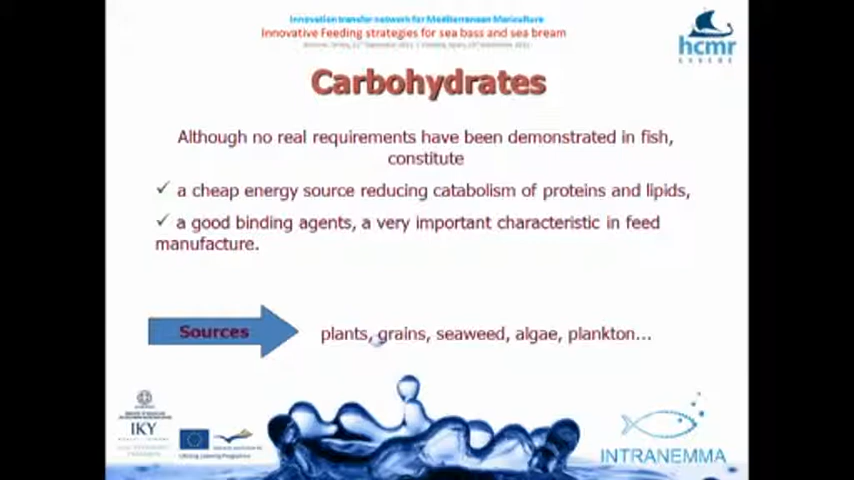 Innovation transfer network for Mediterranean Mariculture
Innovative Feeding strategies for sea bass and sea bream
hcmr
Carbohydrates
Although no real requirements have been demonstrated in fish,
constitute
✓ a cheap energy source reducing catabolism of proteins and lipids,
✓ a good binding agents, a very important characteristic in feed
manufacture.
Sources
plants, grains, seaweed, algae, plankton...
IKY
INTRANEMMA